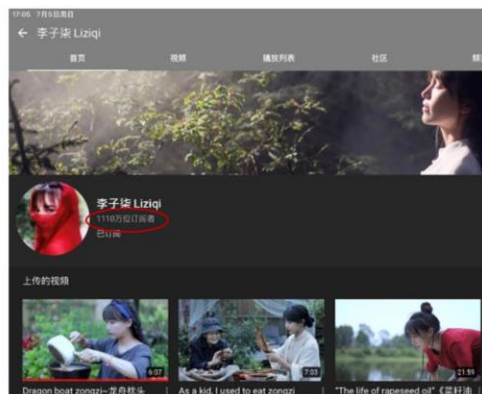 17:05 7月5日周日
← 李子柒 Liziqi
首页 视频 播放列表 社区
李子柒 Liziqi
1110万位订阅者
已订阅
上传的视频
6:07 7:03 21:59
Dragon boat zongzi~龙舟枕头
As a kid, I used to eat zongzi
"The life of rapeseed oil"《菜籽油